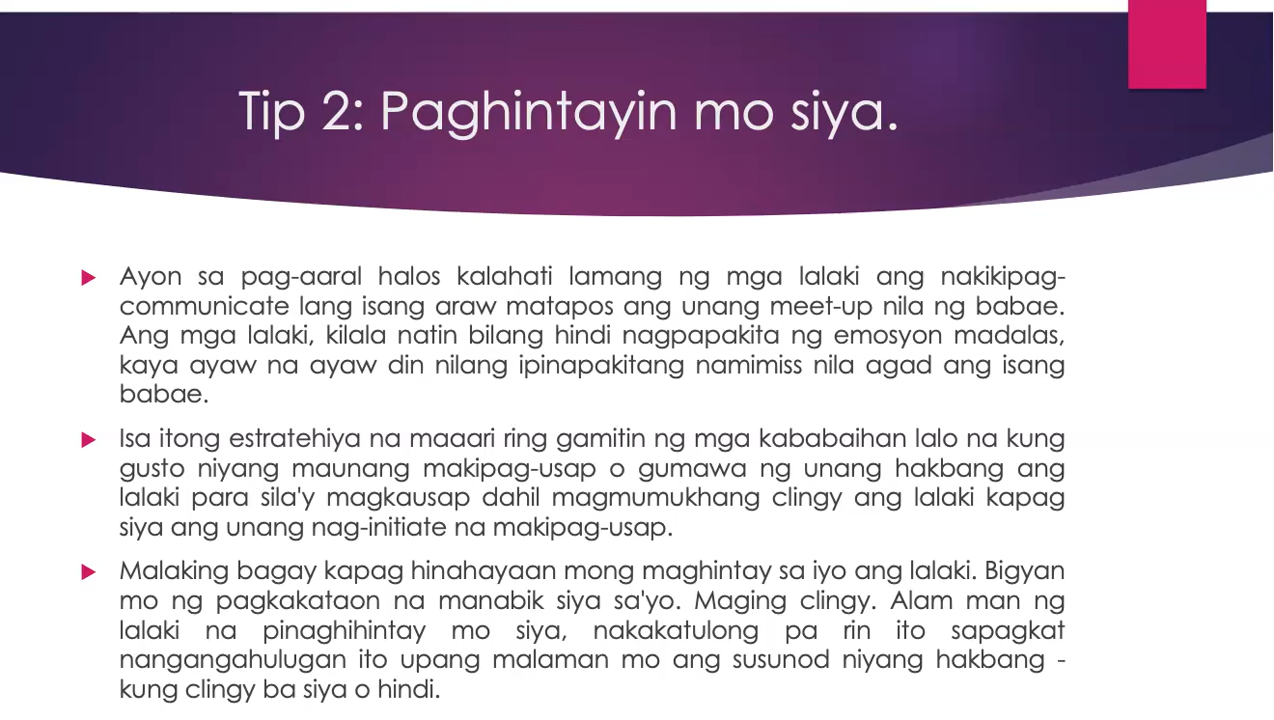 Tip 2: Paghintayin mo siya.
Ayon sa pag-aaral halos kalahati lamang ng mga lalaki ang nakikipag-
communicate lang isang araw matapos ang unang meet-up nila ng babae.
Ang mga lalaki, kilala natin bilang hindi nagpapakita ng emosyon madalas,
kaya ayaw na ayaw din nilang ipinapakitang namimiss nila agad ang isang
babae.
Isa itong estratehiya na maaari ring gamitin ng mga kababaihan lalo na kung
gusto niyang maunang makipag-usap o gumawa ng unang hakbang ang
lalaki para sila'y magkausap dahil magmumukhang clingy ang lalaki kapag
siya ang unang nag-initiate na makipag-usap.
Malaking bagay kapag hinahayaan mong maghintay sa iyo ang lalaki. Bigyan
mo ng pagkakataon na manabik siya sa'yo. Maging clingy. Alam man ng
lalaki na pinaghihintay mo siya, nakakatulong pa rin ito sapagkat
nangangahulugan ito upang malaman mo ang susunod niyang hakbang -
kung clingy ba siya o hindi.